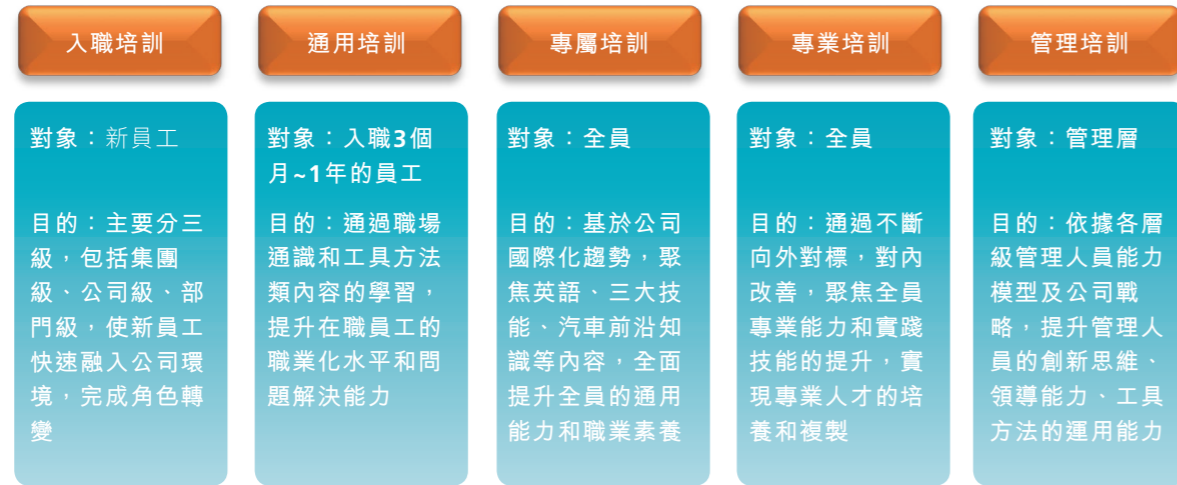 入職培訓
對象：新員工
目的：主要分三
級，包括集團
級、公司級、部
門級，使新員工
快速融入公司環
境，完成角色轉
變
通用培訓
對象：入職3個
月~1年的員工
目的：通過職場
通識和工具方法
類內容的學習，
提升在職員工的
職業化水平和問
題解決能力
專屬培訓
對象：全員
目的：基於公司
國際化趨勢，聚
焦英語、三大技
能、汽車前沿知
識等內容，全面
提升全員的通用
能力和職業素養
專業培訓
對象：全員
目的：通過不斷
向外對標，對內
改善，聚焦全員
專業能力和實踐
技能的提升，實
現專業人才的培
養和複製
管理培訓
對象：管理層
目的：依據各層
級管理人員能力
模型及公司戰
略，提升管理人
員的創新思維、
領導能力、工具
方法的運用能力